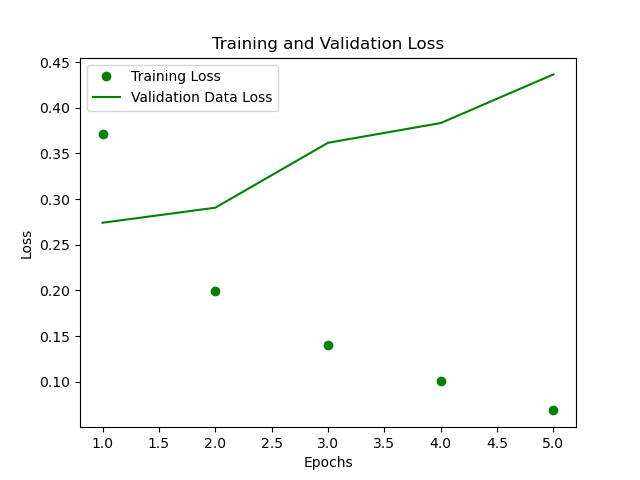 Training and Validation Loss
Training Loss
Validation Data Loss
0.45
0.40
0.35
0.30
0.25
0.20
0.15
0.10
Loss
1.0 1.5 2.0 2.5 3.0 3.5 4.0 4.5 5.0
Epochs